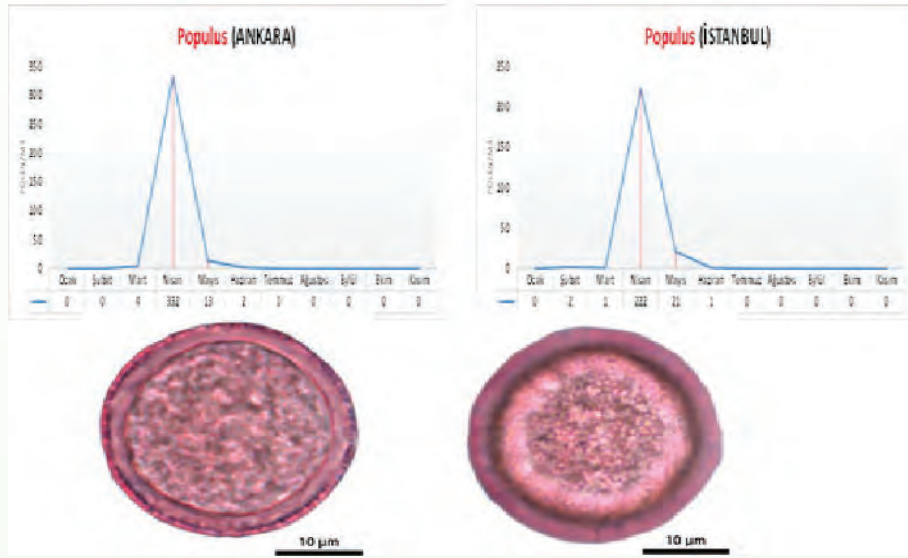 Populus (ANKARA)
350
300
250
200
150
100
50
0
Ocak Şubat Mart Nisan Mayıs Haziran Temmuz Ağustos Eylül Ekim Kasım
0 0 4 332 13 2 0 0 0 0
Populus (İSTANBUL)
250
200
150
100
50
0
Ocak Şubat Mart Nisan Mayıs Haziran Temmuz Ağustos Eylül Ekim Kasım
0 2 1 222 21 1 0 0 0 0 0
10 µm
10 µm